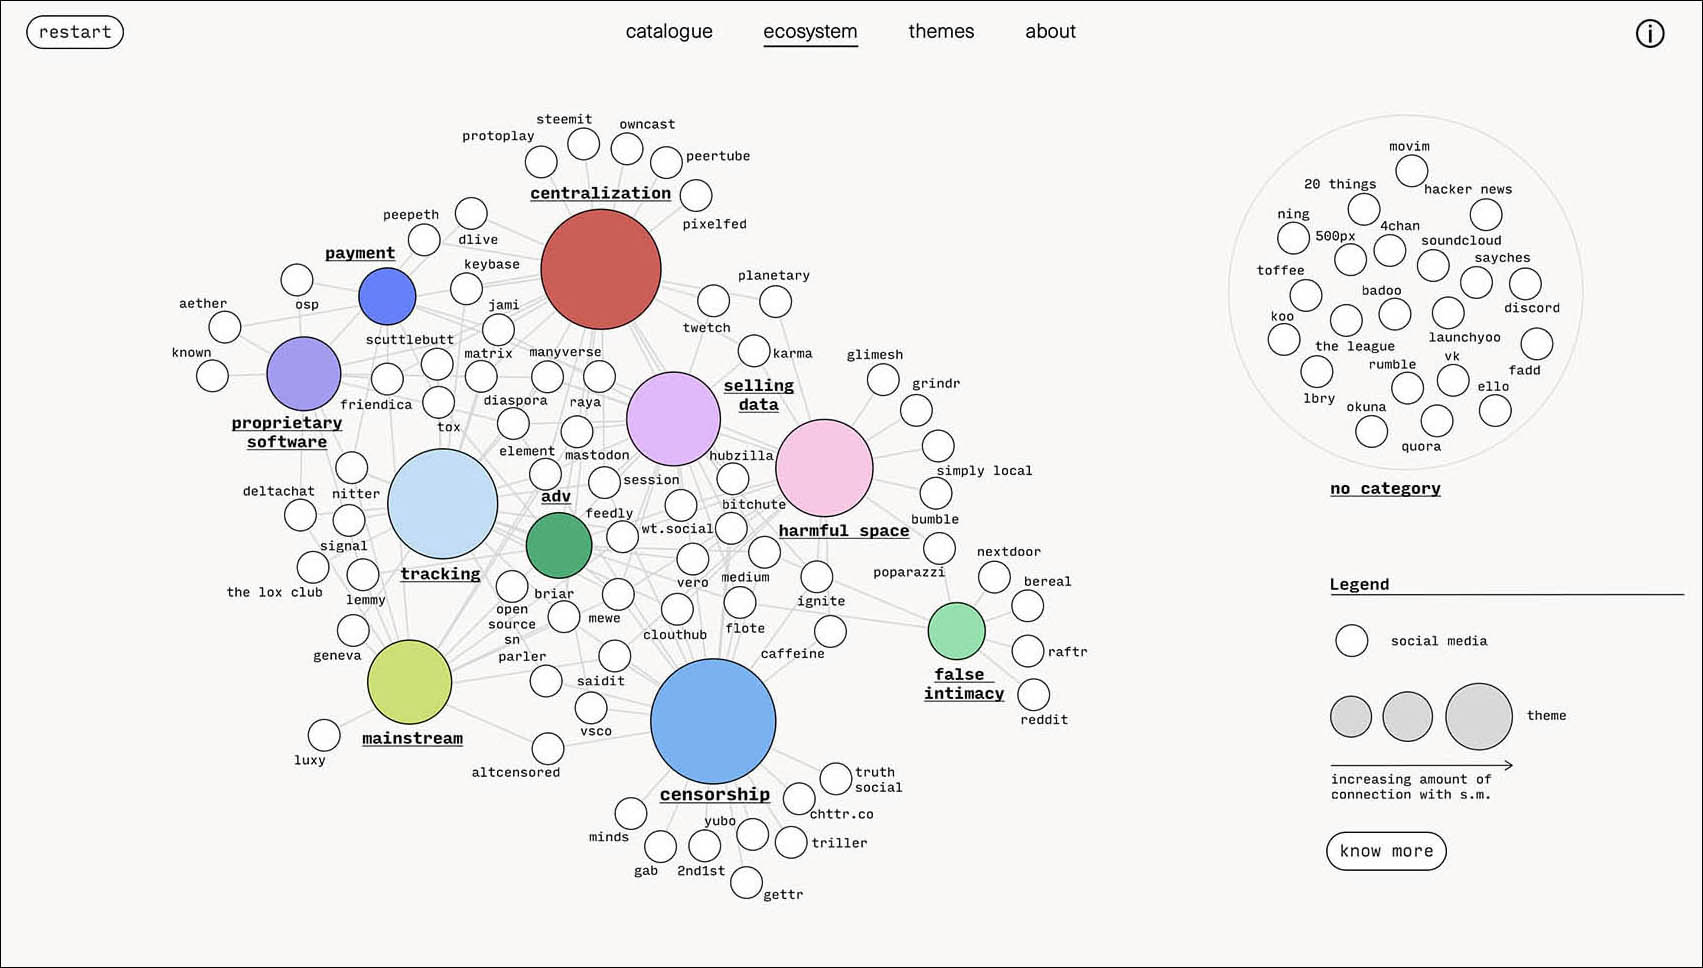 restart
catalogue
ecosystem
themes
about
i
steemit
owncast
protoplay
peertube
centralization
pixelfed
peepeth
dlive
payment
keybase
planetary
osp
aether
jami
twetch
scuttlebutt
known
matrix
manyverse
karma
glimesh
grindr
selling
data
friendica
diaspora
raya
proprietary
software
tox
element
mastodon
hubzilla
simply local
session
deltachat
nitter
adv
bitchute
feedly
wt.social
bumble
harmful space
signal
nextdoor
tracking
vero
medium
poparazzi
bereal
the lox club
lemmy
briar
ignite
open
source
sn
mewe
clouthub
flote
geneva
parler
caffeine
raftr
saidit
false
intimacy
reddit
vsco
mainstream
luxy
altcensored
censorship
truth
social
chttr.co
minds
yubo
triller
gab
2nd1st
gettr
movim
20 things
hacker news
ning
500px
4chan
soundcloud
sayches
toffee
badoo
discord
koo
the league
launchyoo
rumble
vk
fadd
lbry
ello
okuna
quora
no category
Legend
social media
theme
increasing amount of
connection with s.m.
know more